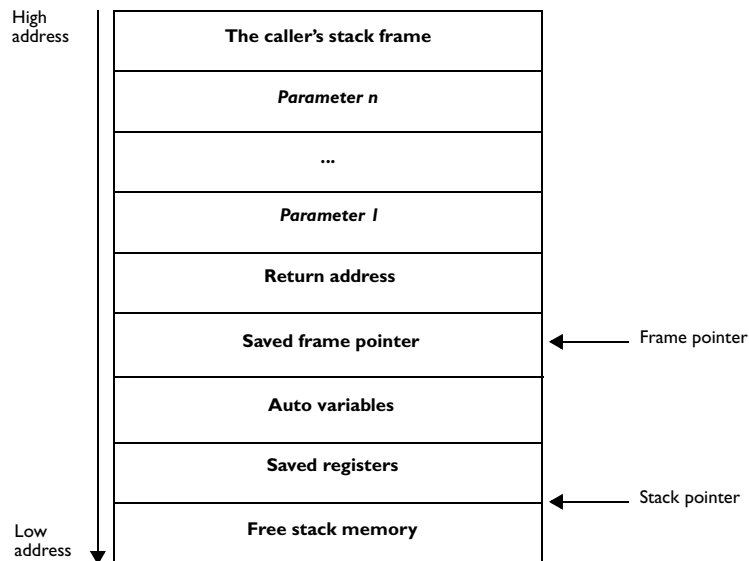 High
address
The caller's stack frame
Parameter n
...
Parameter 1
Return address
Saved frame pointer
Frame pointer
Auto variables
Saved registers
Stack pointer
Low
address
Free stack memory